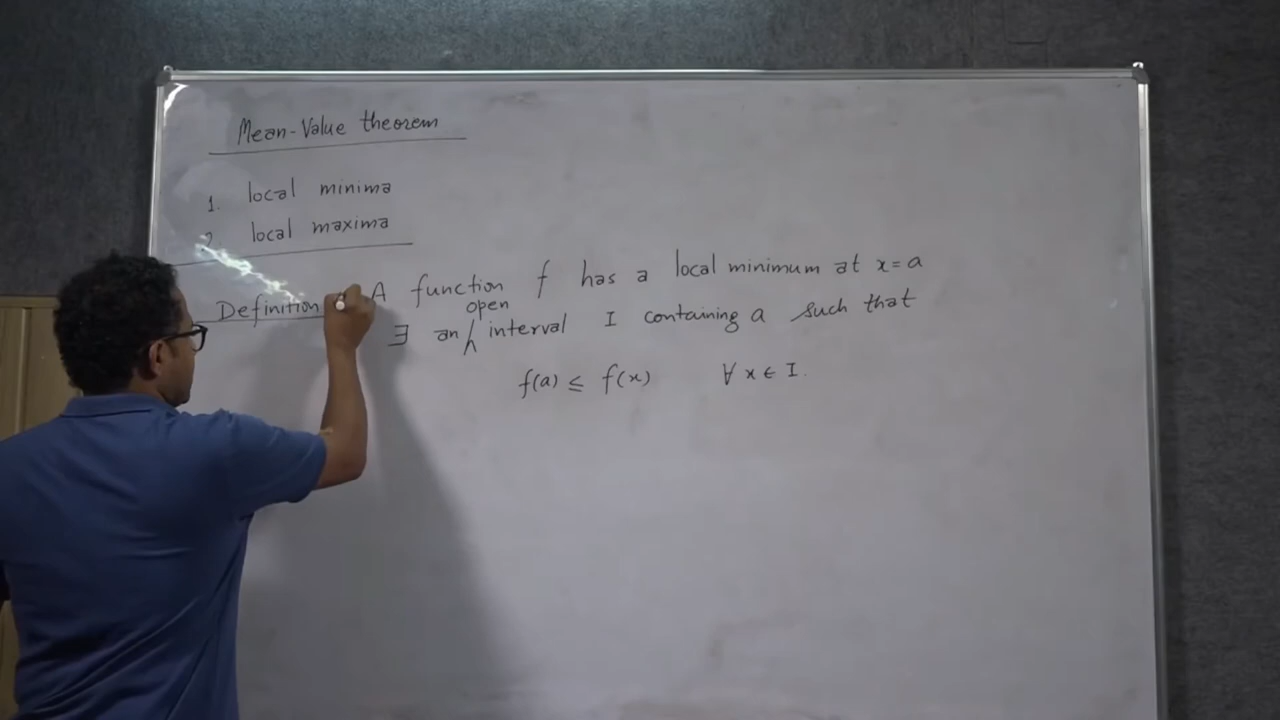 Mean-Value theorem
1. local minima
2. local maxima
Definition A function f has a local minimum at x=a
∃ an open interval I containing a such that
f(a) ≤ f(x) ∀ x ∈ I.